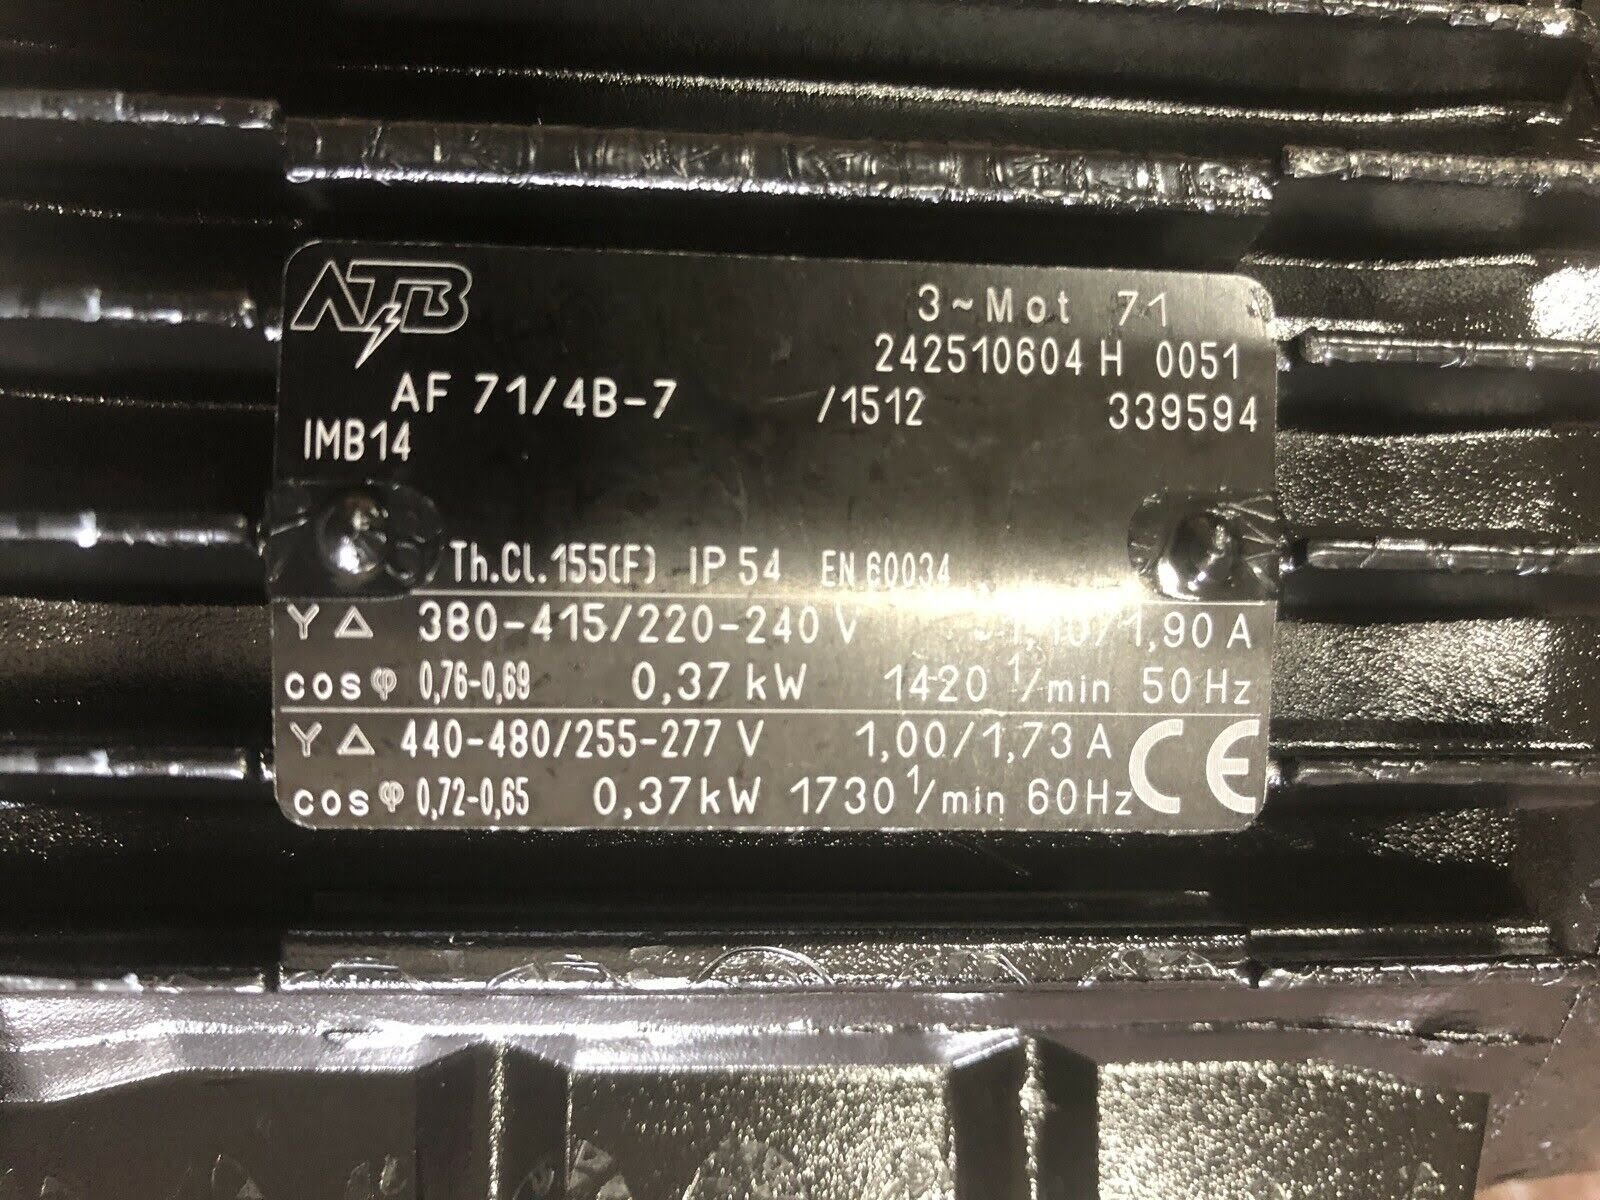 ATB
3~Mot 71
242510604 H 0051
AF 71/4B-7 /1512 339594
IMB14
Th.Cl.155(F) IP 54 EN 60034
Y Δ 380-415/220-240 V 1,10/1,90 A
cos φ 0,76-0,69 0,37 kW 1420 1/min 50 Hz
Y Δ 440-480/255-277 V 1,00/1,73 A
cos φ 0,72-0,65 0,37kW 1730 1/min 60Hz CE